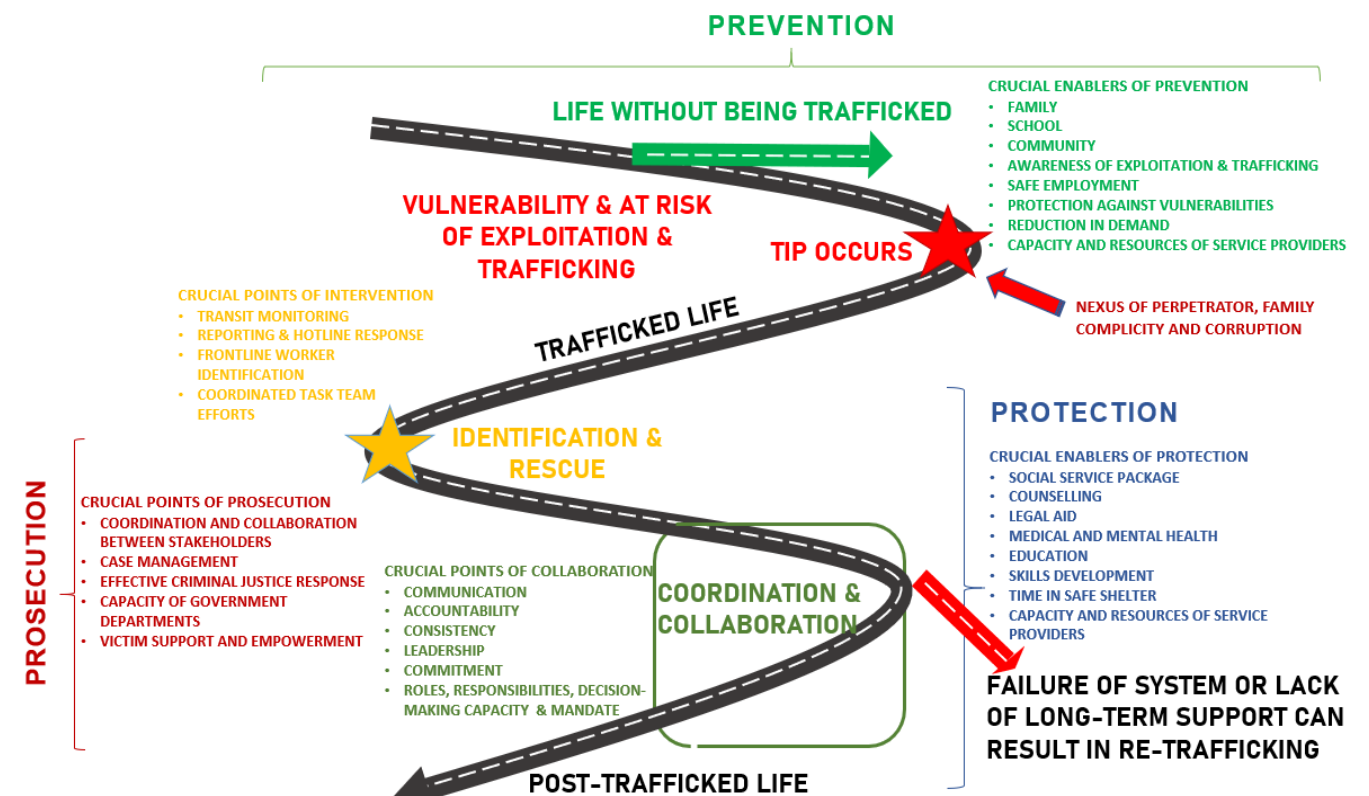 PREVENTION
LIFE WITHOUT BEING TRAFFICKED
CRUCIAL ENABLERS OF PREVENTION
• FAMILY
• SCHOOL
• COMMUNITY
• AWARENESS OF EXPLOITATION & TRAFFICKING
• SAFE EMPLOYMENT
• PROTECTION AGAINST VULNERABILITIES
• REDUCTION IN DEMAND
• CAPACITY AND RESOURCES OF SERVICE PROVIDERS
VULNERABILITY & AT RISK
OF EXPLOITATION &
TRAFFICKING
TIP OCCURS
NEXUS OF PERPETRATOR, FAMILY
COMPLICITY AND CORRUPTION
TRAFFICKED LIFE
CRUCIAL POINTS OF INTERVENTION
• TRANSIT MONITORING
• REPORTING & HOTLINE RESPONSE
• FRONTLINE WORKER
IDENTIFICATION
• COORDINATED TASK TEAM
EFFORTS
IDENTIFICATION &
RESCUE
PROTECTION
CRUCIAL ENABLERS OF PROTECTION
• SOCIAL SERVICE PACKAGE
• COUNSELLING
• LEGAL AID
• MEDICAL AND MENTAL HEALTH
• EDUCATION
• SKILLS DEVELOPMENT
• TIME IN SAFE SHELTER
• CAPACITY AND RESOURCES OF SERVICE
PROVIDERS
PROSECUTION
CRUCIAL POINTS OF PROSECUTION
• COORDINATION AND COLLABORATION
BETWEEN STAKEHOLDERS
• CASE MANAGEMENT
• EFFECTIVE CRIMINAL JUSTICE RESPONSE
• CAPACITY OF GOVERNMENT
DEPARTMENTS
• VICTIM SUPPORT AND EMPOWERMENT
CRUCIAL POINTS OF COLLABORATION
• COMMUNICATION
• ACCOUNTABILITY
• CONSISTENCY
• LEADERSHIP
• COMMITMENT
• ROLES, RESPONSIBILITIES, DECISION-
MAKING CAPACITY & MANDATE
COORDINATION &
COLLABORATION
FAILURE OF SYSTEM OR LACK
OF LONG-TERM SUPPORT CAN
RESULT IN RE-TRAFFICKING
POST-TRAFFICKED LIFE